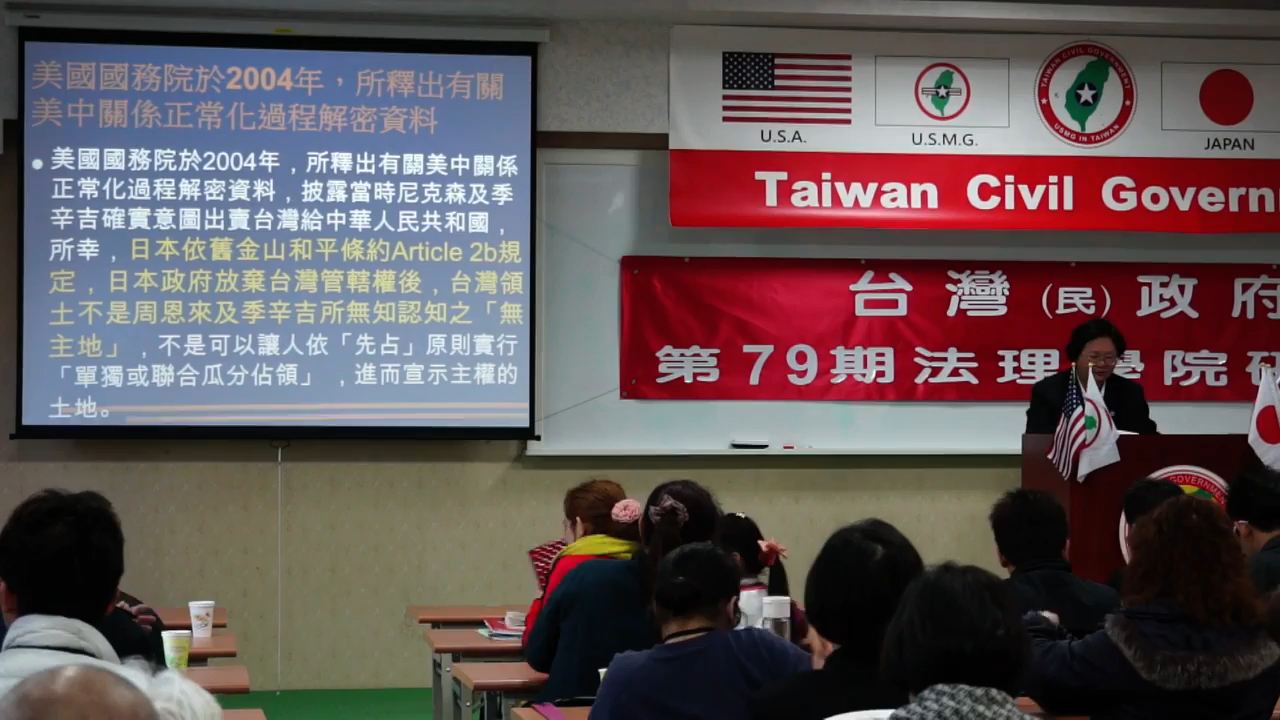 美國國務院於2004年，所釋出有關
美中關係正常化過程解密資料
美國國務院於2004年，所釋出有關美中關係
正常化過程解密資料，披露當時尼克森及季
辛吉確實意圖出賣台灣給中華人民共和國，
所幸，日本依舊金山和平條約Article 2b規
定，日本政府放棄台灣管轄權後，台灣領
土不是周恩來及季辛吉所無知認知之「無
主地」，不是可以讓人依「先占」原則實行
「單獨或聯合瓜分佔領」，進而宣示主權的
土地。
U.S.A.
U.S.M.G.
TAIWAN CIVIL GOVERNMENT
USMG IN TAIWAN
JAPAN
Taiwan Civil Governm
台灣(民)政府
第79期法理學院研
GOVERNMENT